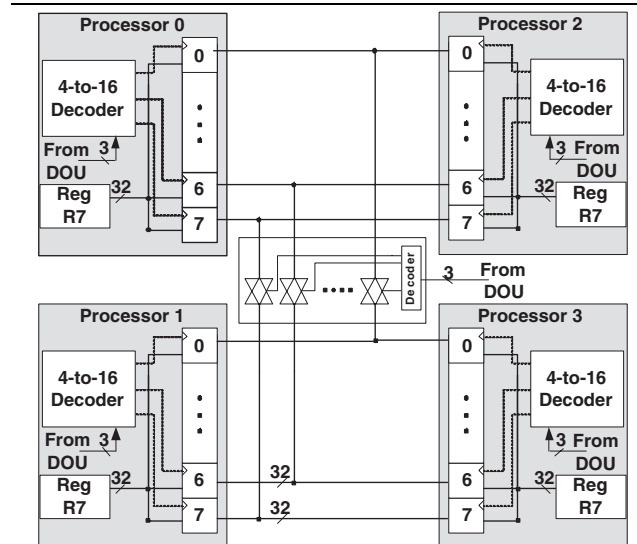 Processor 0
4-to-16
Decoder
From 3
DOU
Reg
R7
32
0
6
7
Processor 2
0
6
7
4-to-16
Decoder
3 From
DOU
32
Reg
R7
Decoder
3
From
DOU
Processor 1
4-to-16
Decoder
From 3
DOU
Reg
R7
32
0
6
7
32
32
Processor 3
0
6
7
4-to-16
Decoder
3 From
DOU
32
Reg
R7